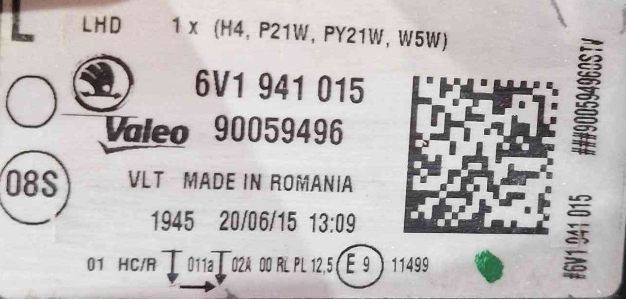 L LHD 1 x (H4, P21W, PY21W, W5W)
6V1 941 015
Valeo 90059496
08S VLT MADE IN ROMANIA
1945 20/06/15 13:09
01 HC/R 011a 02A 00 RL PL 12,5 E 9 11499
#6V1 941 015 ###90059496OSTV